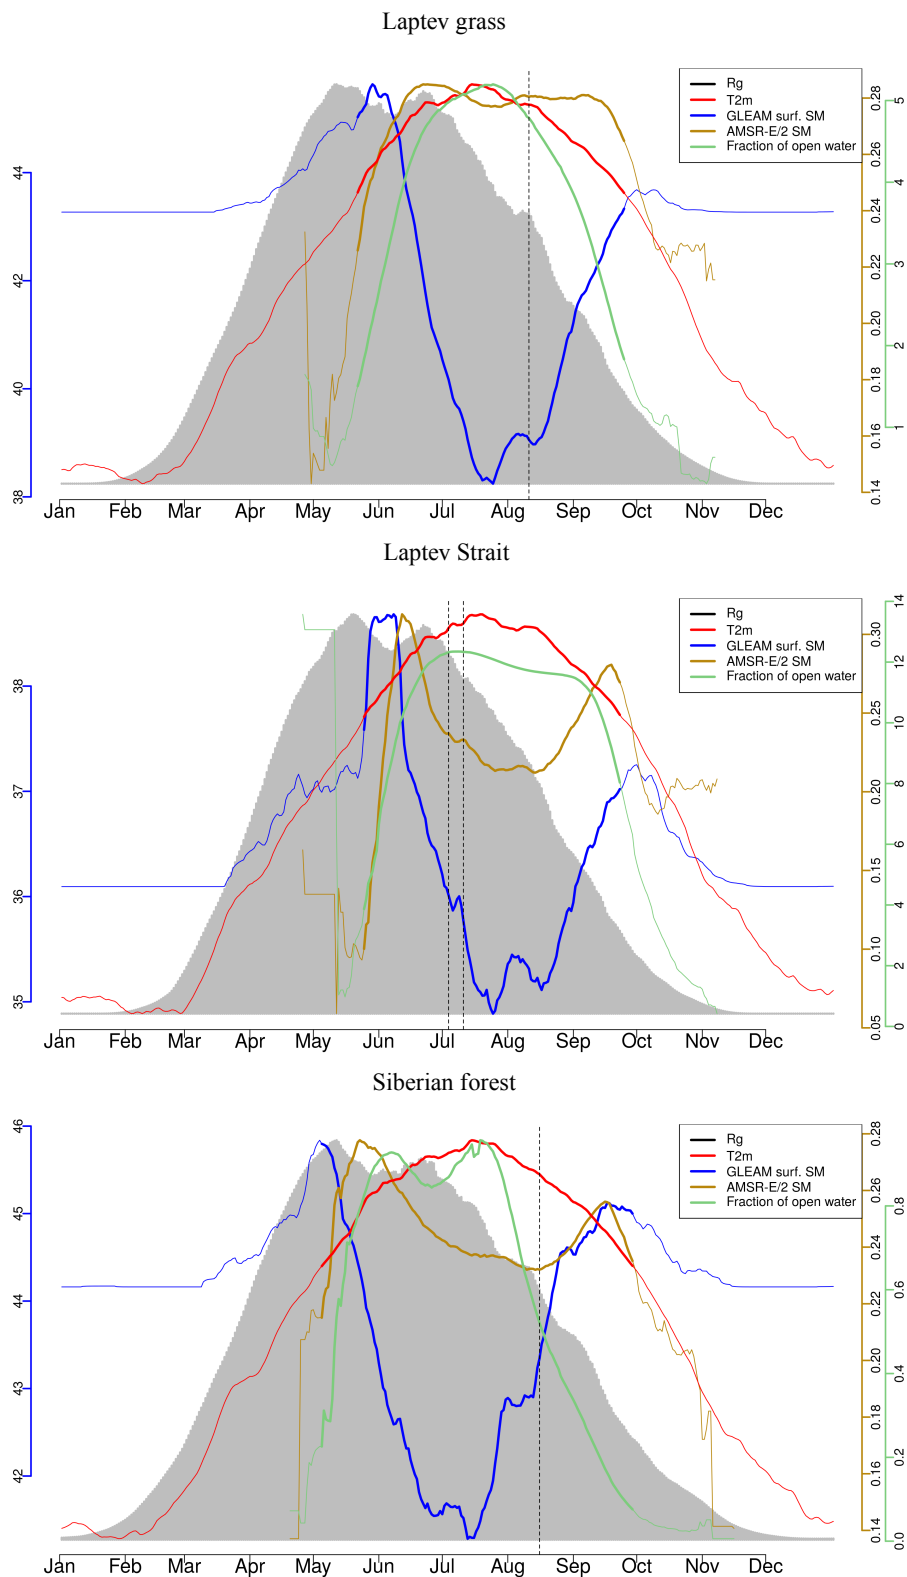 Laptev grass
Rg
T2m
GLEAM surf. SM
AMSR-E/2 SM
Fraction of open water
38 40 42 44
0.14 0.16 0.18 0.20 0.22 0.24 0.26 0.28
1 2 3 4 5
Jan Feb Mar Apr May Jun Jul Aug Sep Oct Nov Dec
Laptev Strait
Rg
T2m
GLEAM surf. SM
AMSR-E/2 SM
Fraction of open water
35 36 37 38
0.05 0.10 0.15 0.20 0.25 0.30
0 2 4 6 8 10 12 14
Jan Feb Mar Apr May Jun Jul Aug Sep Oct Nov Dec
Siberian forest
Rg
T2m
GLEAM surf. SM
AMSR-E/2 SM
Fraction of open water
42 43 44 45 46
0.14 0.16 0.18 0.20 0.22 0.24 0.26 0.28
0.0 0.2 0.4 0.6 0.8
Jan Feb Mar Apr May Jun Jul Aug Sep Oct Nov Dec